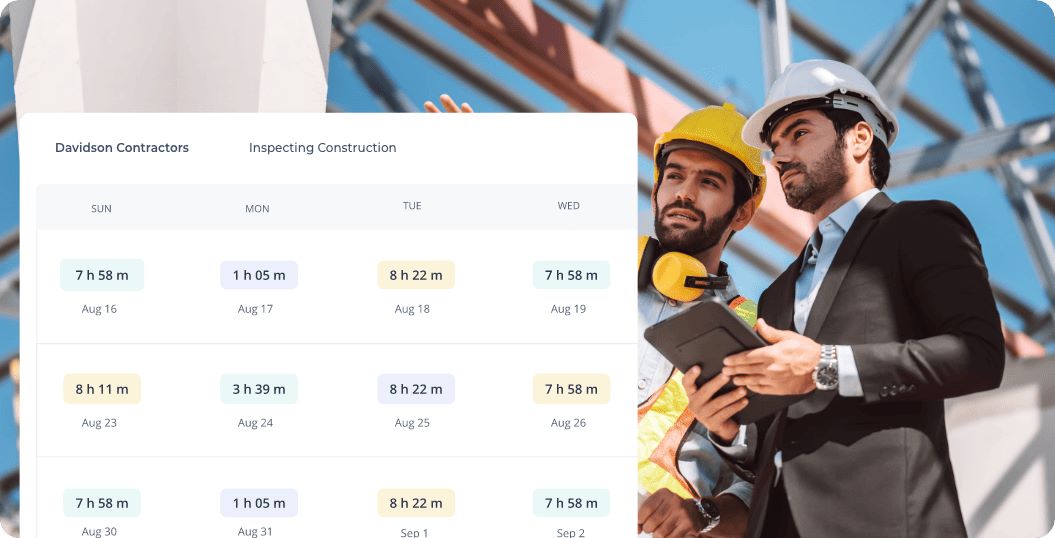 Davidson Contractors Inspecting Construction
SUN MON TUE WED
7 h 58 m 1 h 05 m 8 h 22 m 7 h 58 m
Aug 16 Aug 17 Aug 18 Aug 19
8 h 11 m 3 h 39 m 8 h 22 m 7 h 58 m
Aug 23 Aug 24 Aug 25 Aug 26
7 h 58 m 1 h 05 m 8 h 22 m 7 h 58 m
Aug 30 Aug 31 Sep 1 Sep 2